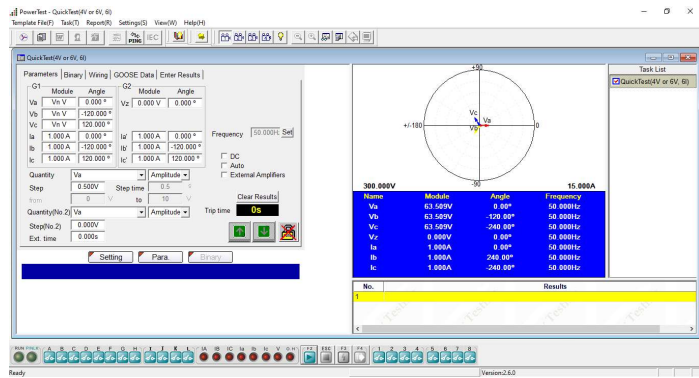 PowerTest - QuickTest(4V or 6V, 6I)
Template File(F) Task(T) Report(R) Settings(S) View(W) Help(H)
PING IEC
QuickTest(4V or 6V, 6I)
Parameters Binary Wiring GOOSE Data Enter Results
G1 Module Angle G2 Module Angle
Va Vn V 0.000 º Vz 0.000 V 0.000 º
Vb Vn V -120.000 º
Vc Vn V 120.000 º
Ia 1.000 A 0.000 º Ia' 1.000 A 0.000 º
Ib 1.000 A -120.000 º Ib' 1.000 A -120.000 º
Ic 1.000 A 120.000 º Ic' 1.000 A 120.000 º
Frequency 50.000H: Set
DC
Auto
External Amplifiers
Quantity Va Amplitude
Step 0.500V Step time 0.5 s
from 0 V to 10 V
Clear Results
Quantity(No.2) Va Amplitude
Trip time 0s
Step(No.2) 0.000V
Ext. time 0.000s
Setting Para. Binary
+90
+/-180
0
-90
Vc
Va
Vb
300.000V 15.000A
Name Module Angle Frequency
Va 63.509V 0.00º 50.000Hz
Vb 63.509V -120.00º 50.000Hz
Vc 63.509V -240.00º 50.000Hz
Vz 0.000V 0.00º 50.000Hz
Ia 1.000A 0.00º 50.000Hz
Ib 1.000A 240.00º 50.000Hz
Ic 1.000A -240.00º 50.000Hz
No. Results
1
Task List
QuickTest(4V or 6V, 6I)
A B C D E F G H I J K L IA IB IC Ia Ib Ic V F2 ESC F3 F4 1 2 3 4 5 6 7 8
Ready
Version:2.6.0